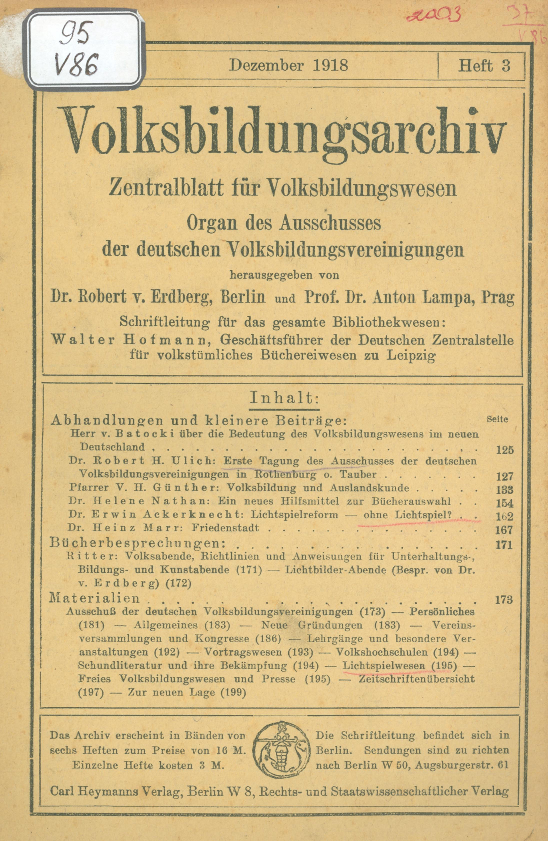 2003
37
V86
95
V86
Dezember 1918
Heft 3
Volksbildungsarchiv
Zentralblatt für Volksbildungswesen
Organ des Ausschusses
der deutschen Volksbildungsvereinigungen
herausgegeben von
Dr. Robert v. Erdberg, Berlin und Prof. Dr. Anton Lampa, Prag
Schriftleitung für das gesamte Bibliothekwesen:
Walter Hofmann, Geschäftsführer der Deutschen Zentralstelle
für volkstümliches Büchereiwesen zu Leipzig
Inhalt:
Abhandlungen und kleinere Beiträge: Seite
Herr v. Batocki über die Bedeutung des Volksbildungswesens im neuen
Deutschland . . . . . . . . . . . . . . . . . . 125
Dr. Robert H. Ulich: Erste Tagung des Ausschusses der deutschen
Volksbildungsvereinigungen in Rothenburg o. Tauber . . . . . . . 127
Pfarrer V. H. Günther: Volksbildung und Auslandskunde . . . . . 133
Dr. Helene Nathan: Ein neues Hilfsmittel zur Bücherauswahl . . 154
Dr. Erwin Ackerknecht: Lichtspielreform — ohne Lichtspiel? . . 162
Dr. Heinz Marr: Friedenstadt . . . . . . . . . . . . 167
Bücherbesprechungen: . . . . . . . . . . . . . . 171
Ritter: Volksabende, Richtlinien und Anweisungen für Unterhaltungs-,
Bildungs- und Kunstabende (171) — Lichtbilder-Abende (Bespr. von Dr.
v. Erdberg) (172)
Materialien . . . . . . . . . . . . . . . . . . 173
Ausschuß der deutschen Volksbildungsvereinigungen (173) — Persönliches
(181) — Allgemeines (183) — Neue Gründungen (183) — Vereins-
versammlungen und Kongresse (186) — Lehrgänge und besondere Ver-
anstaltungen (192) — Vortragswesen (193) — Volkshochschulen (194) —
Schundliteratur und ihre Bekämpfung (194) — Lichtspielwesen (195) —
Freies Volksbildungswesen und Presse (195) — Zeitschriftenübersicht
(197) — Zur neuen Lage (199)
Das Archiv erscheint in Bänden von
sechs Heften zum Preise von 16 M.
Einzelne Hefte kosten 3 M.
Die Schriftleitung befindet sich in
Berlin. Sendungen sind zu richten
nach Berlin W 50, Augsburgerstr. 61
Carl Heymanns Verlag, Berlin W 8, Rechts- und Staatswissenschaftlicher Verlag